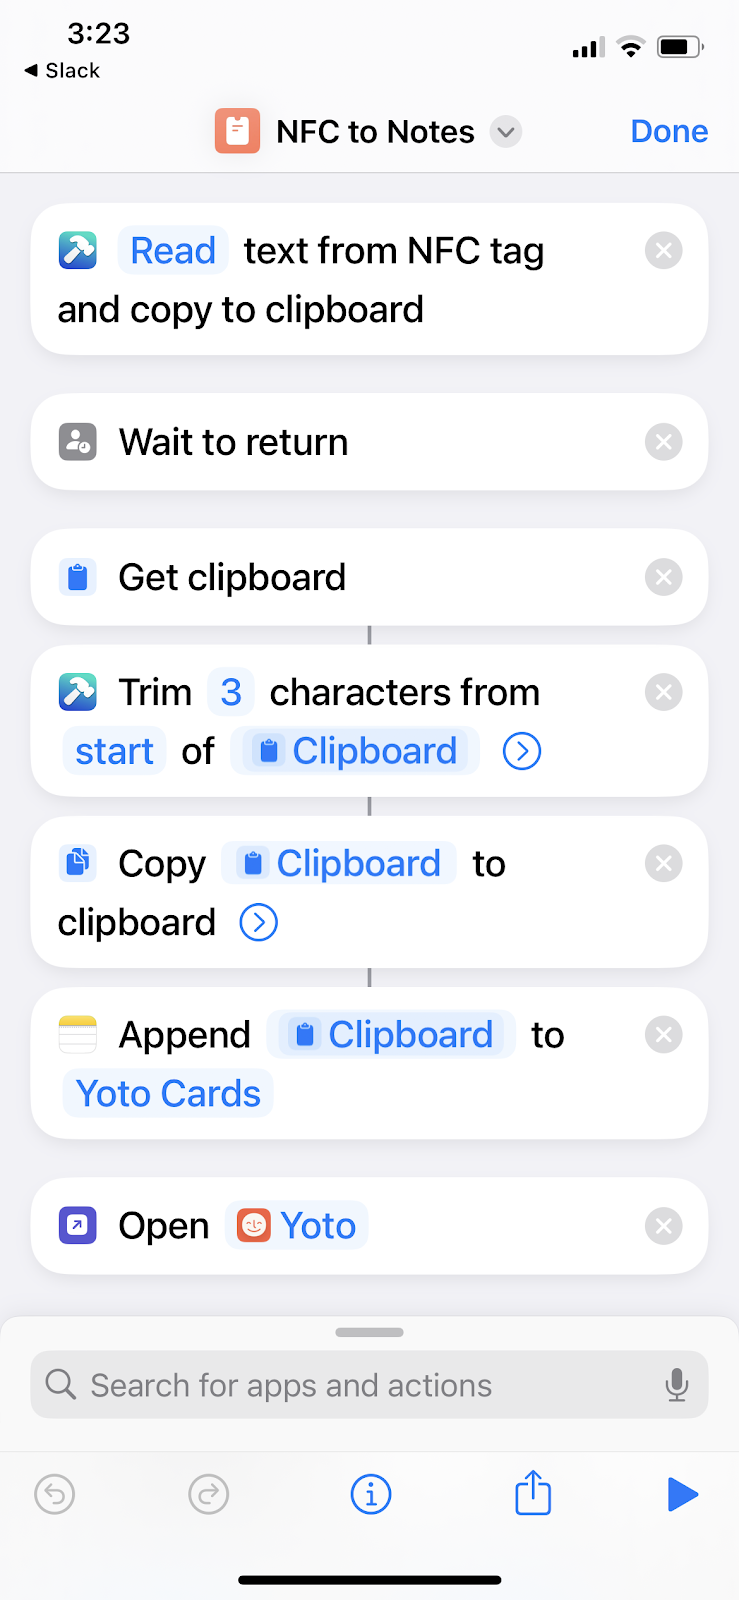 3:23
Slack
NFC to Notes
Done
Read text from NFC tag
and copy to clipboard
Wait to return
Get clipboard
Trim 3 characters from
start of Clipboard
Copy Clipboard to
clipboard
Append Clipboard to
Yoto Cards
Open Yoto
Search for apps and actions